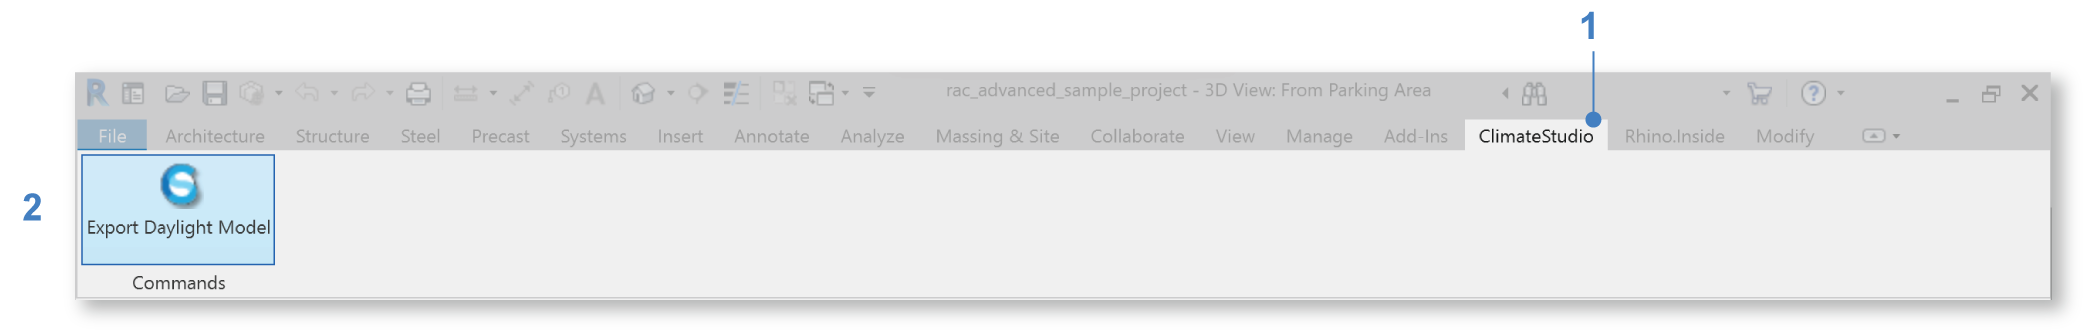 1
rac_advanced_sample_project - 3D View: From Parking Area
File Architecture Structure Steel Precast Systems Insert Annotate Analyze Massing & Site Collaborate View Manage Add-Ins ClimateStudio Rhino.Inside Modify
2
Export Daylight Model
Commands